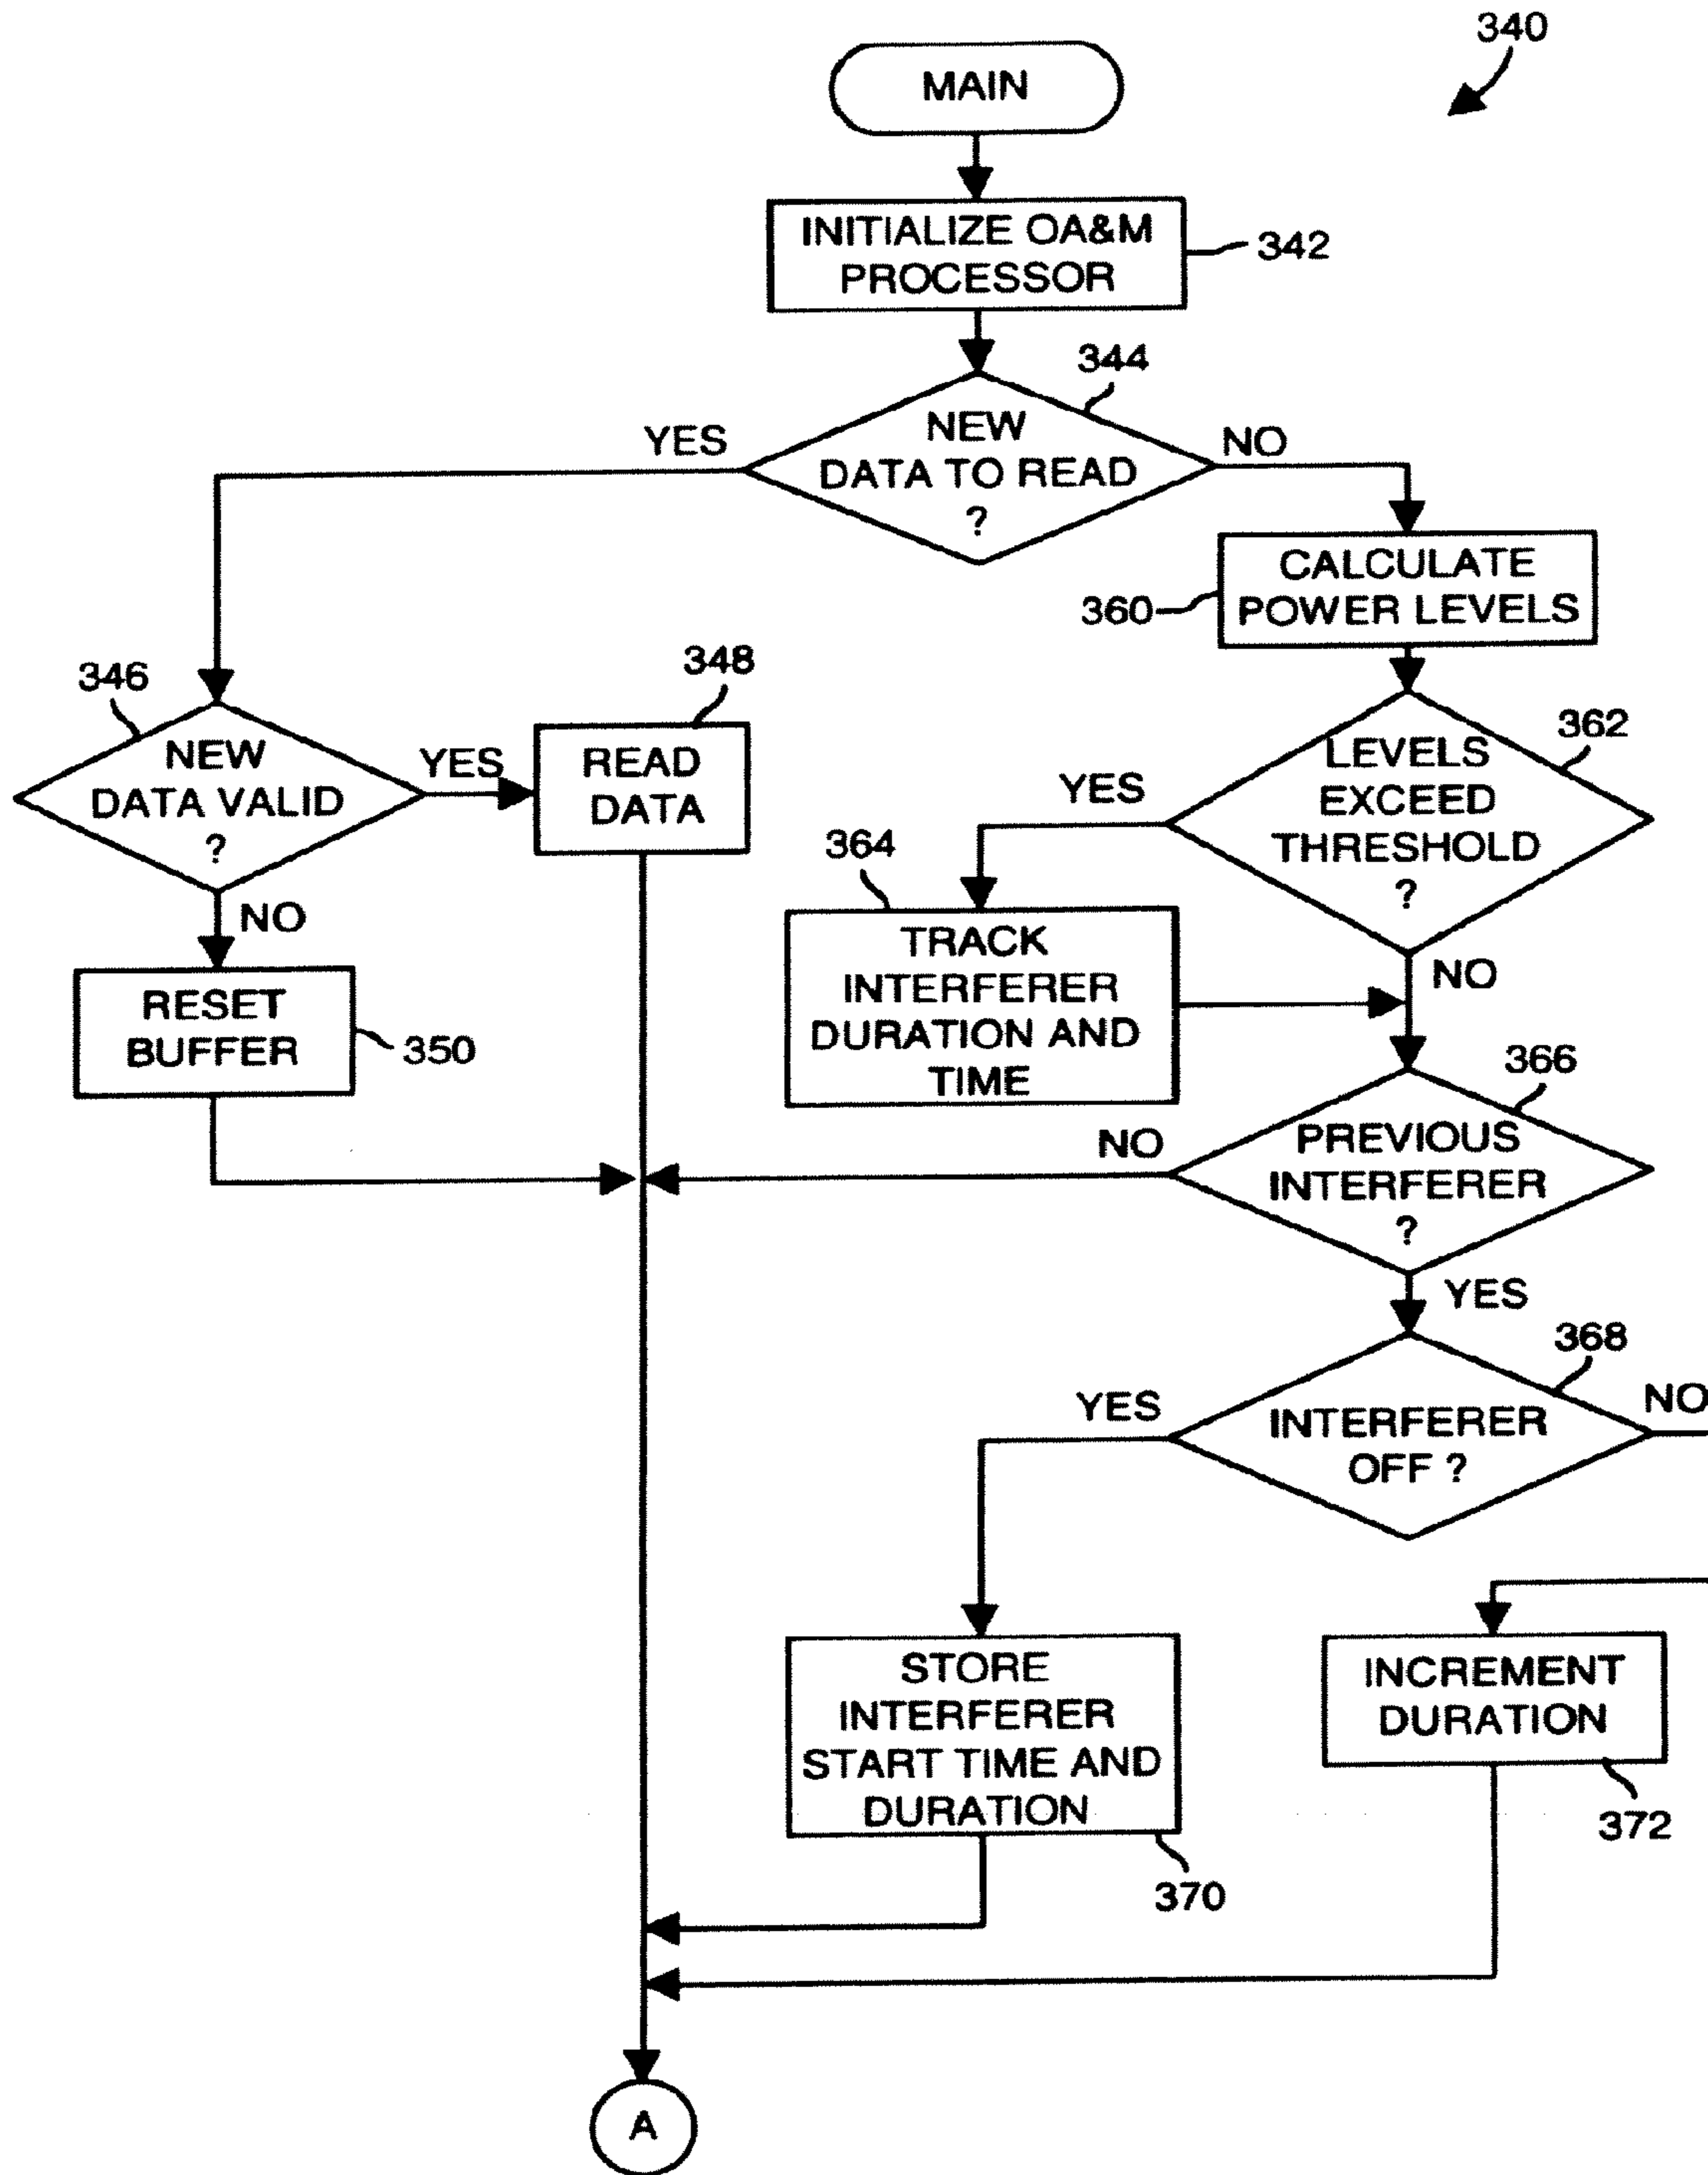 340
MAIN
INITIALIZE OA&M
PROCESSOR
342
344
NEW
DATA TO READ
?
YES
NO
CALCULATE
POWER LEVELS
360
346
NEW
DATA VALID
?
YES
348
READ
DATA
362
LEVELS
EXCEED
THRESHOLD
?
YES
NO
364
TRACK
INTERFERER
DURATION AND
TIME
NO
RESET
BUFFER
350
366
PREVIOUS
INTERFERER
?
NO
YES
368
INTERFERER
OFF ?
YES
NO
STORE
INTERFERER
START TIME AND
DURATION
370
INCREMENT
DURATION
372
A